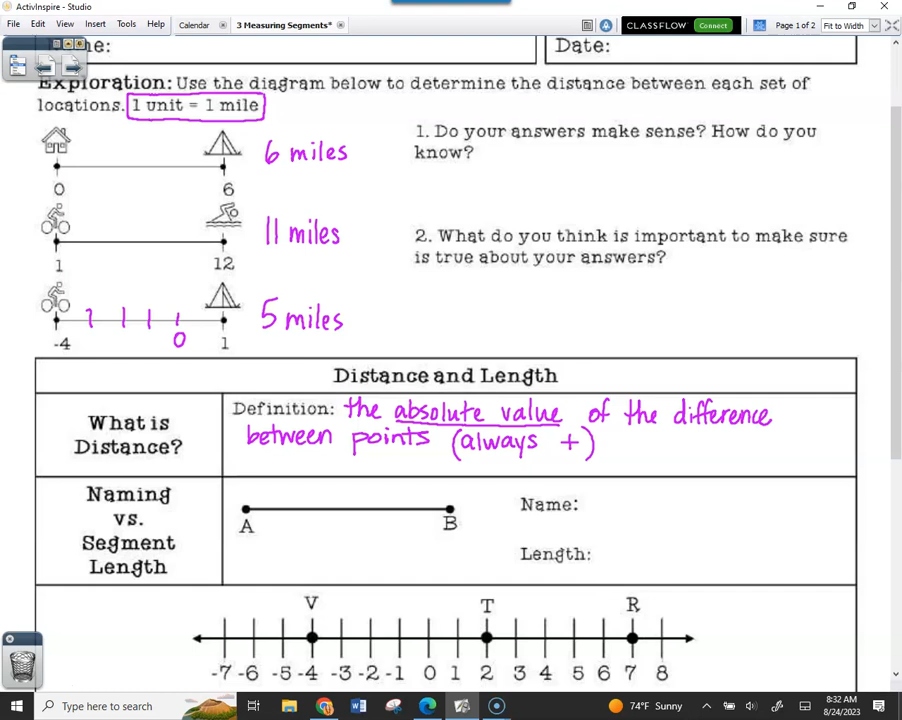 ActivInspire - Studio
File Edit View Insert Tools Help Calendar 3 Measuring Segments* CLASSFLOW Connect Page 1 of 2 Fit to Width
Date:
Exploration: Use the diagram below to determine the distance between each set of
locations. 1 unit = 1 mile
6 miles
0 6
11 miles
1 12
5 miles
0
-4 1
1. Do your answers make sense? How do you
know?
2. What do you think is important to make sure
is true about your answers?
Distance and Length
What is
Distance?
Definition: the absolute value of the difference
between points (always +)
Naming
vs.
Segment
Length
A B
Name:
Length:
V T R
-7 -6 -5 -4 -3 -2 -1 0 1 2 3 4 5 6 7 8
Type here to search
74°F Sunny
8:32 AM
8/24/2023